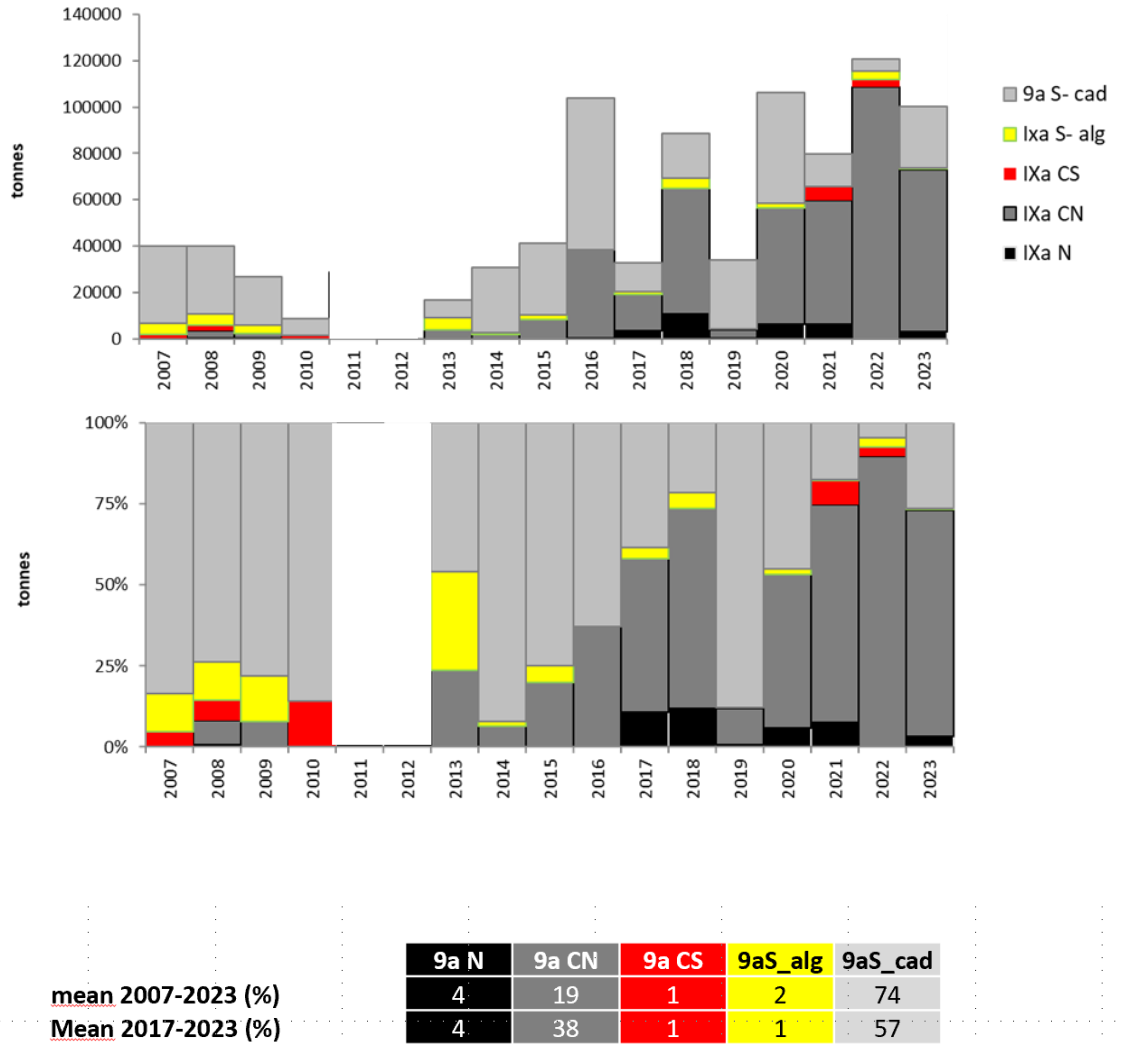 140000
120000
100000
80000
60000
40000
20000
0
tonnes
2007 2008 2009 2010 2011 2012 2013 2014 2015 2016 2017 2018 2019 2020 2021 2022 2023
9a S- cad
Ixa S- alg
IXa CS
IXa CN
IXa N
100%
75%
50%
25%
0%
tonnes
2007 2008 2009 2010 2011 2012 2013 2014 2015 2016 2017 2018 2019 2020 2021 2022 2023
9a N 9a CN 9a CS 9aS_alg 9aS_cad
mean 2007-2023 (%) 4 19 1 2 74
Mean 2017-2023 (%) 4 38 1 1 57